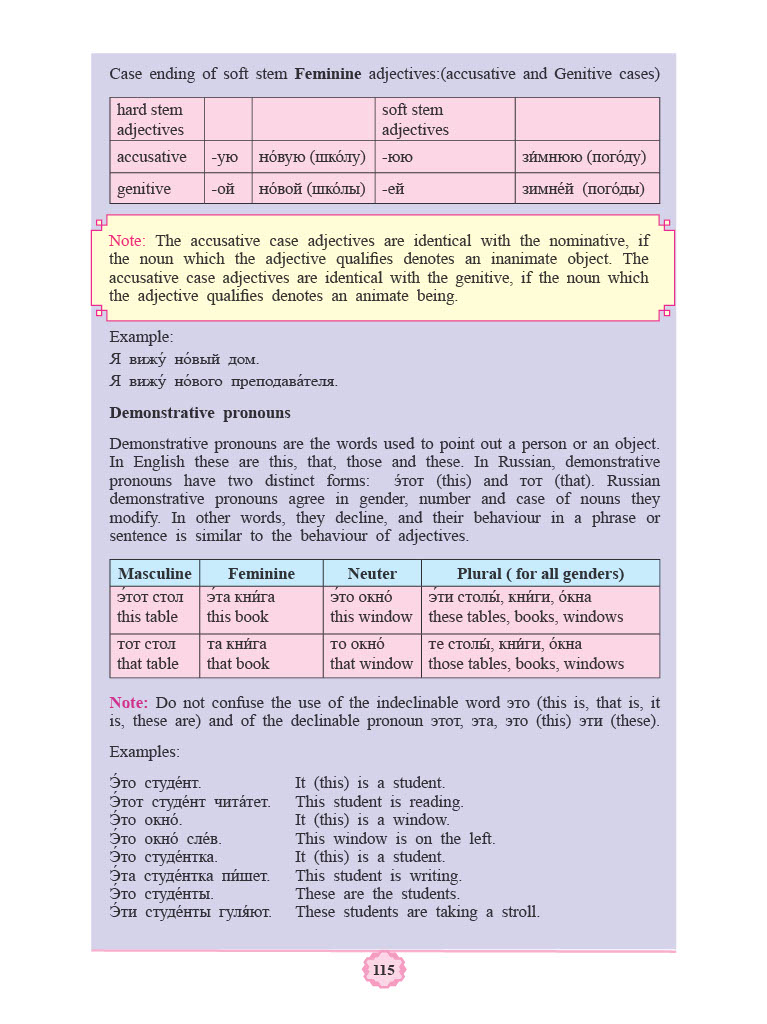 Case ending of soft stem Feminine adjectives:(accusative and Genitive cases)
hard stem adjectives soft stem adjectives
accusative -ую но́вую (шко́лу) -юю зи́мнюю (пого́ду)
genitive -ой но́вой (шко́лы) -ей зимне́й (пого́ды)
Note: The accusative case adjectives are identical with the nominative, if
the noun which the adjective qualifies denotes an inanimate object. The
accusative case adjectives are identical with the genitive, if the noun which
the adjective qualifies denotes an animate being.
Example:
Я вижу́ но́вый дом.
Я вижу́ но́вого преподава́теля.
Demonstrative pronouns
Demonstrative pronouns are the words used to point out a person or an object.
In English these are this, that, those and these. In Russian, demonstrative
pronouns have two distinct forms: э́тот (this) and тот (that). Russian
demonstrative pronouns agree in gender, number and case of nouns they
modify. In other words, they decline, and their behaviour in a phrase or
sentence is similar to the behaviour of adjectives.
Masculine Feminine Neuter Plural ( for all genders)
э́тот стол э́та кни́га э́то окно́ э́ти столы́, кни́ги, о́кна
this table this book this window these tables, books, windows
тот стол та кни́га то окно́ те столы́, кни́ги, о́кна
that table that book that window those tables, books, windows
Note: Do not confuse the use of the indeclinable word это (this is, that is, it
is, these are) and of the declinable pronoun этот, эта, это (this) эти (these).
Examples:
Э́то студе́нт. It (this) is a student.
Э́тот студе́нт чита́тет. This student is reading.
Э́то окно́. It (this) is a window.
Э́то окно́ сле́в. This window is on the left.
Э́то студе́нтка. It (this) is a student.
Э́та студе́нтка пи́шет. This student is writing.
Э́то студе́нты. These are the students.
Э́ти студе́нты гуля́ют. These students are taking a stroll.
115